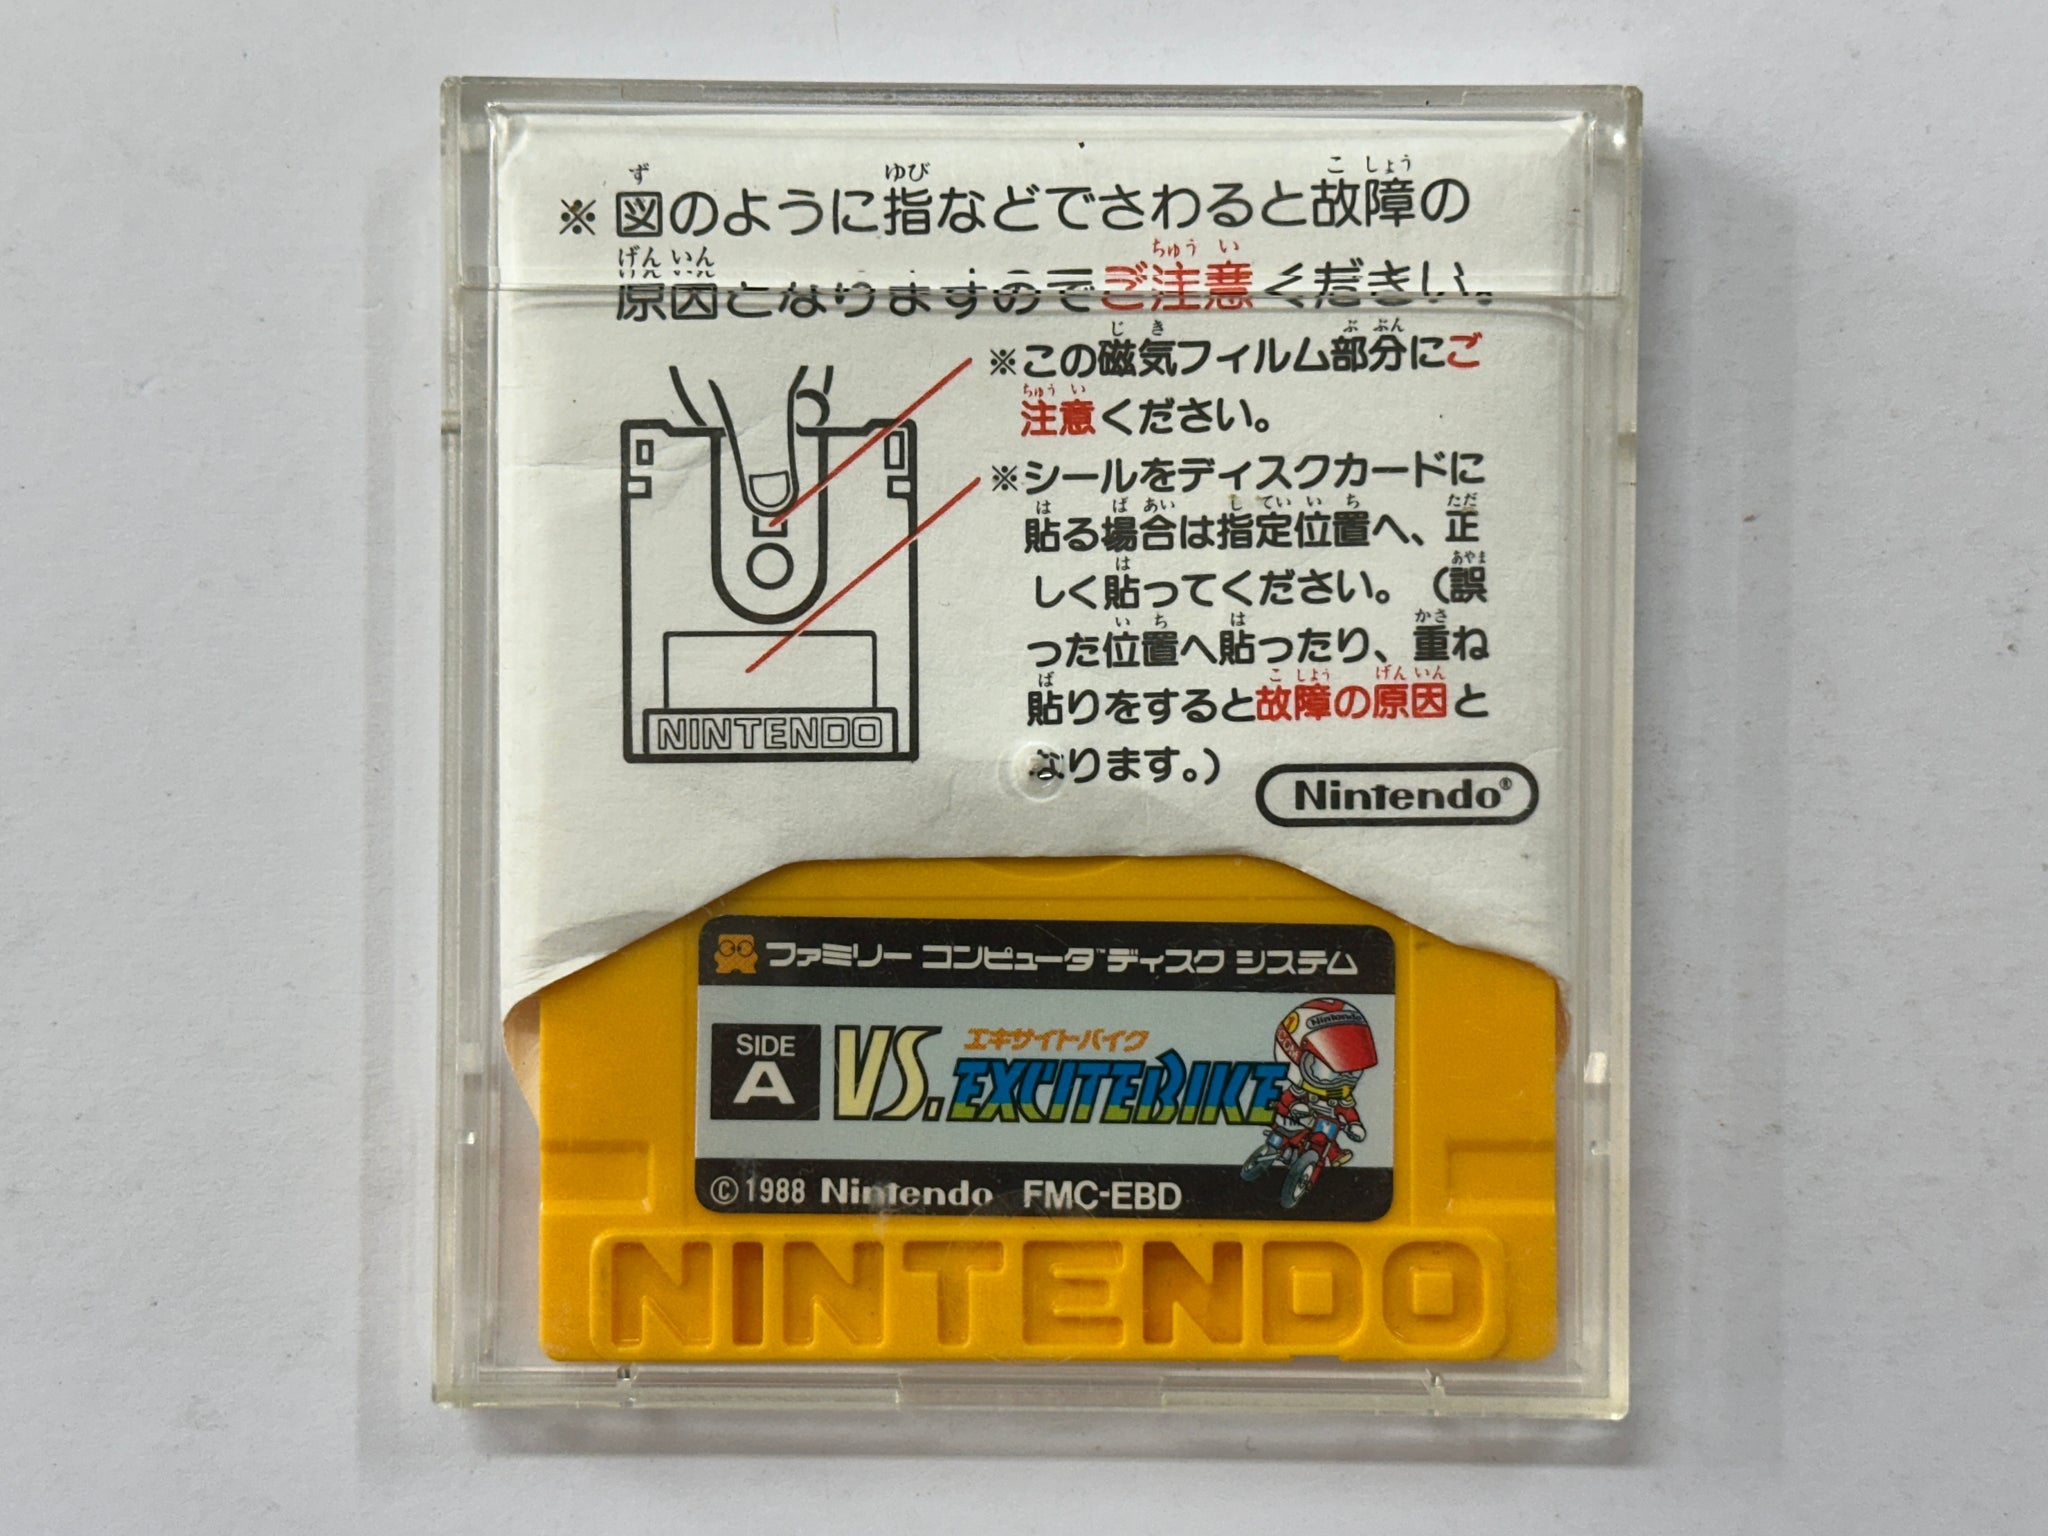 ※図のように指などでさわると故障の
原因となりますのでご注意ください。
※この磁気フィルム部分にご
注意ください。
※シールをディスクカードに
貼る場合は指定位置へ、正
しく貼ってください。（誤
った位置へ貼ったり、重ね
貼りをすると故障の原因と
なります。）
NINTENDO
Nintendo®
ファミリー コンピュータ™ ディスク システム
SIDE
A
VS.
エキサイトバイク
EXCITEBIKE
TM
Nintendo
©1988 Nintendo FMC-EBD
NINTENDO